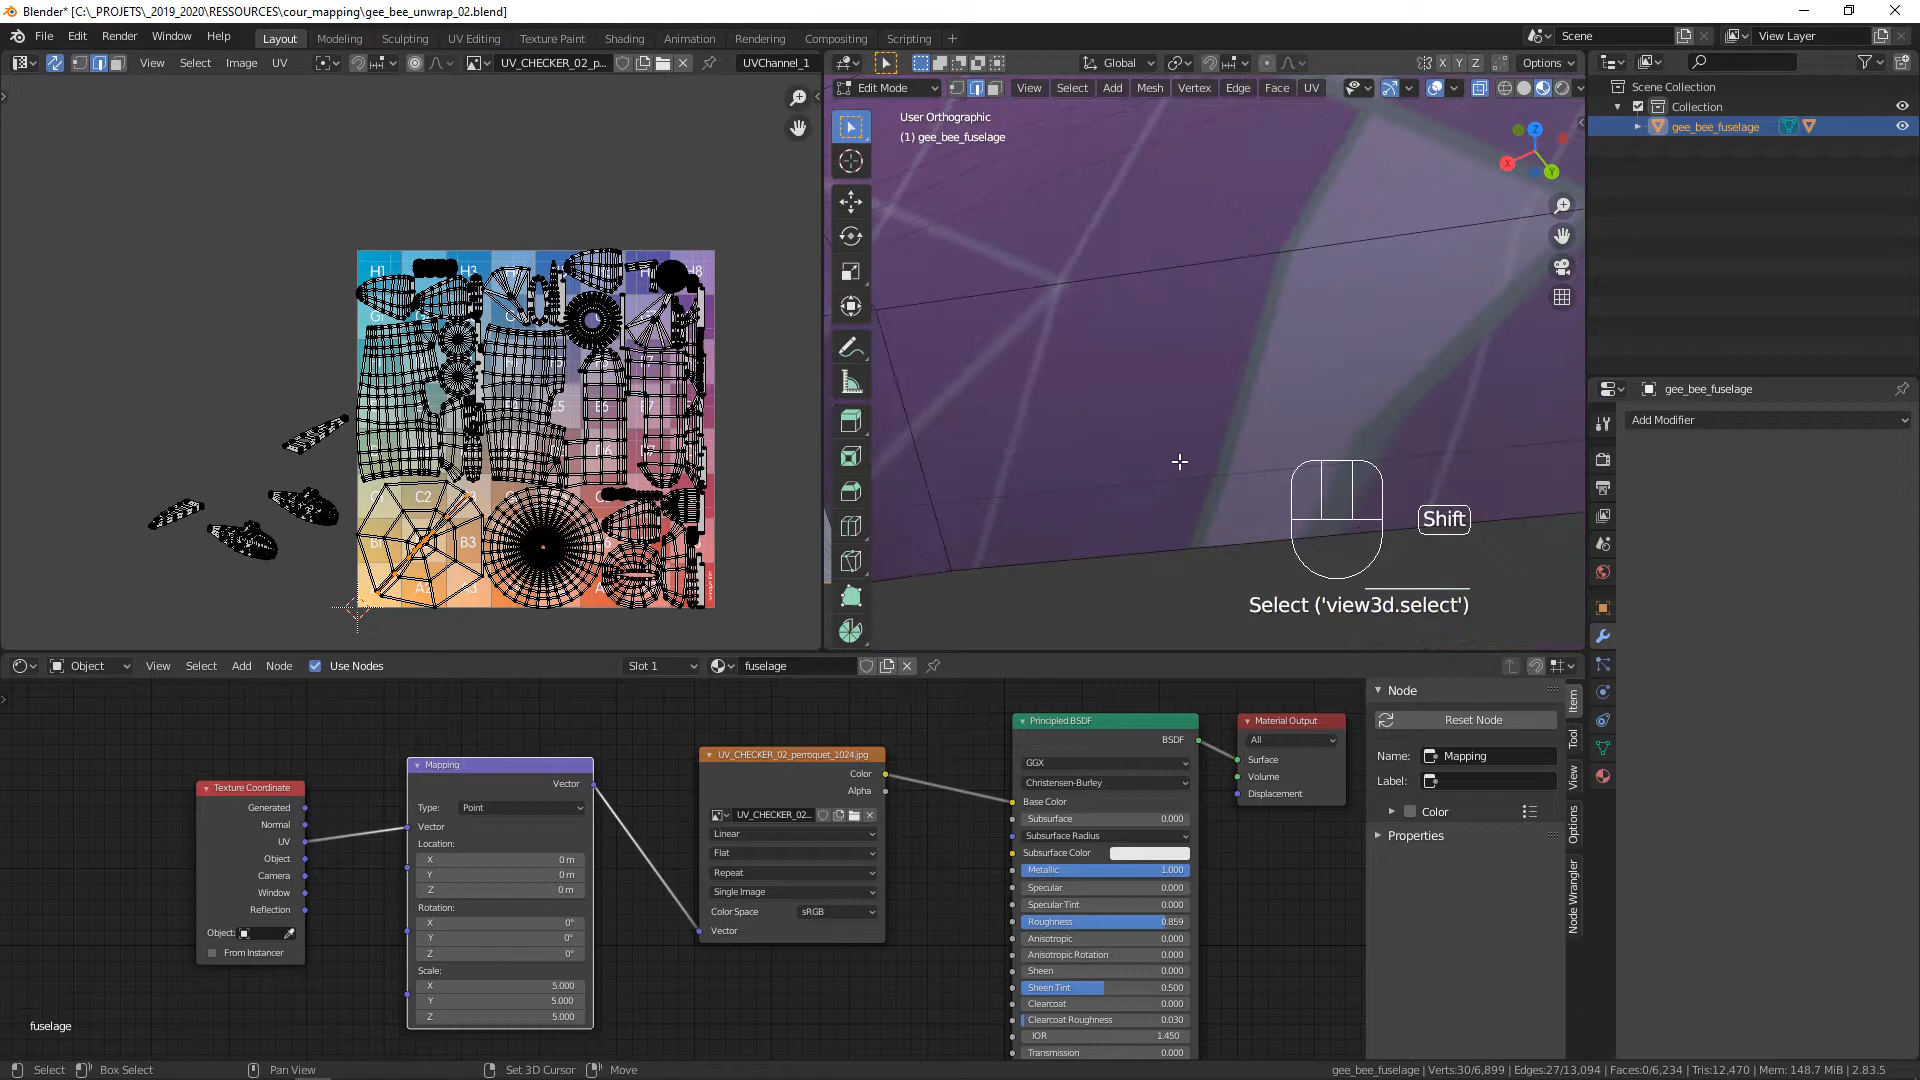 Blender* [C:\_PROJETS\_2019_2020\RESSOURCES\cour_mapping\gee_bee_unwrap_02.blend]
File Edit Render Window Help Layout Modeling Sculpting UV Editing Texture Paint Shading Animation Rendering Compositing Scripting
Scene
View Layer
View Select Image UV
UV_CHECKER_02_p...
UVChannel_1
Global
X Y Z
Options
Edit Mode
View Select Add Mesh Vertex Edge Face UV
User Orthographic
(1) gee_bee_fuselage
Z
X
Y
Scene Collection
Collection
gee_bee_fuselage
gee_bee_fuselage
Add Modifier
H1 H3 H8
E6 E7
C2
B3
Shift
Select ('view3d.select')
Object View Select Add Node Use Nodes Slot 1 fuselage
Texture Coordinate
Generated
Normal
UV
Object
Camera
Window
Reflection
Object:
From Instancer
Mapping
Vector
Type: Point
Vector
Location:
X 0 m
Y 0 m
Z 0 m
Rotation:
X 0°
Y 0°
Z 0°
Scale:
X 5.000
Y 5.000
Z 5.000
UV_CHECKER_02_perroquet_1024.jpg
Color
Alpha
UV_CHECKER_02...
Linear
Flat
Repeat
Single Image
Color Space sRGB
Vector
Principled BSDF
BSDF
GGX
Christensen-Burley
Base Color
Subsurface 0.000
Subsurface Radius
Subsurface Color
Metallic 1.000
Specular 0.000
Specular Tint 0.000
Roughness 0.859
Anisotropic 0.000
Anisotropic Rotation 0.000
Sheen 0.000
Sheen Tint 0.500
Clearcoat 0.000
Clearcoat Roughness 0.030
IOR 1.450
Transmission 0.000
Material Output
All
Surface
Volume
Displacement
Node
Reset Node
Name: Mapping
Label:
Color
Properties
Item
Tool
View
Options
Node Wrangler
fuselage
Select Box Select Pan View Set 3D Cursor Move
gee_bee_fuselage | Verts:30/6,899 | Edges:27/13,094 | Faces:0/6,234 | Tris:12,470 | Mem: 148.7 MiB | 2.83.5